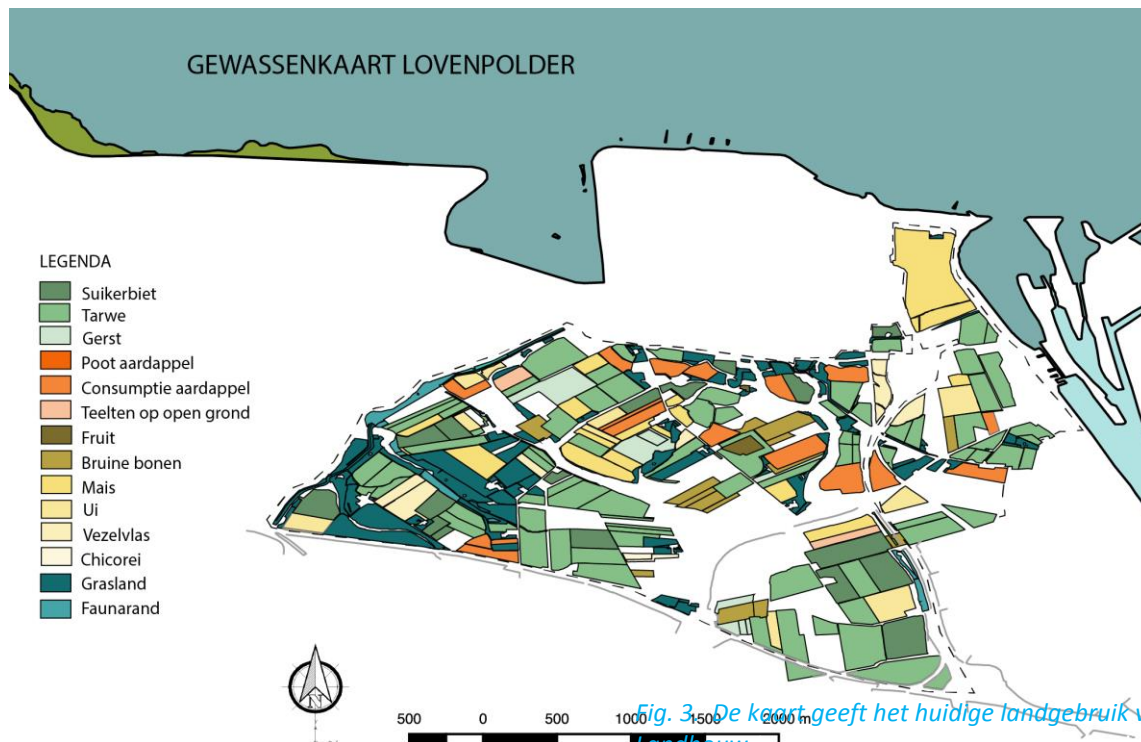 GEWASSENKAART LOVENPOLDER
LEGENDA
Suikerbiet
Tarwe
Gerst
Poot aardappel
Consumptie aardappel
Teelten op open grond
Fruit
Bruine bonen
Mais
Ui
Vezelvlas
Chicorei
Grasland
Faunarand
N
500 0 500 1000 1500 2000 m
Fig. 3. De kaart geeft het huidige landgebruik v